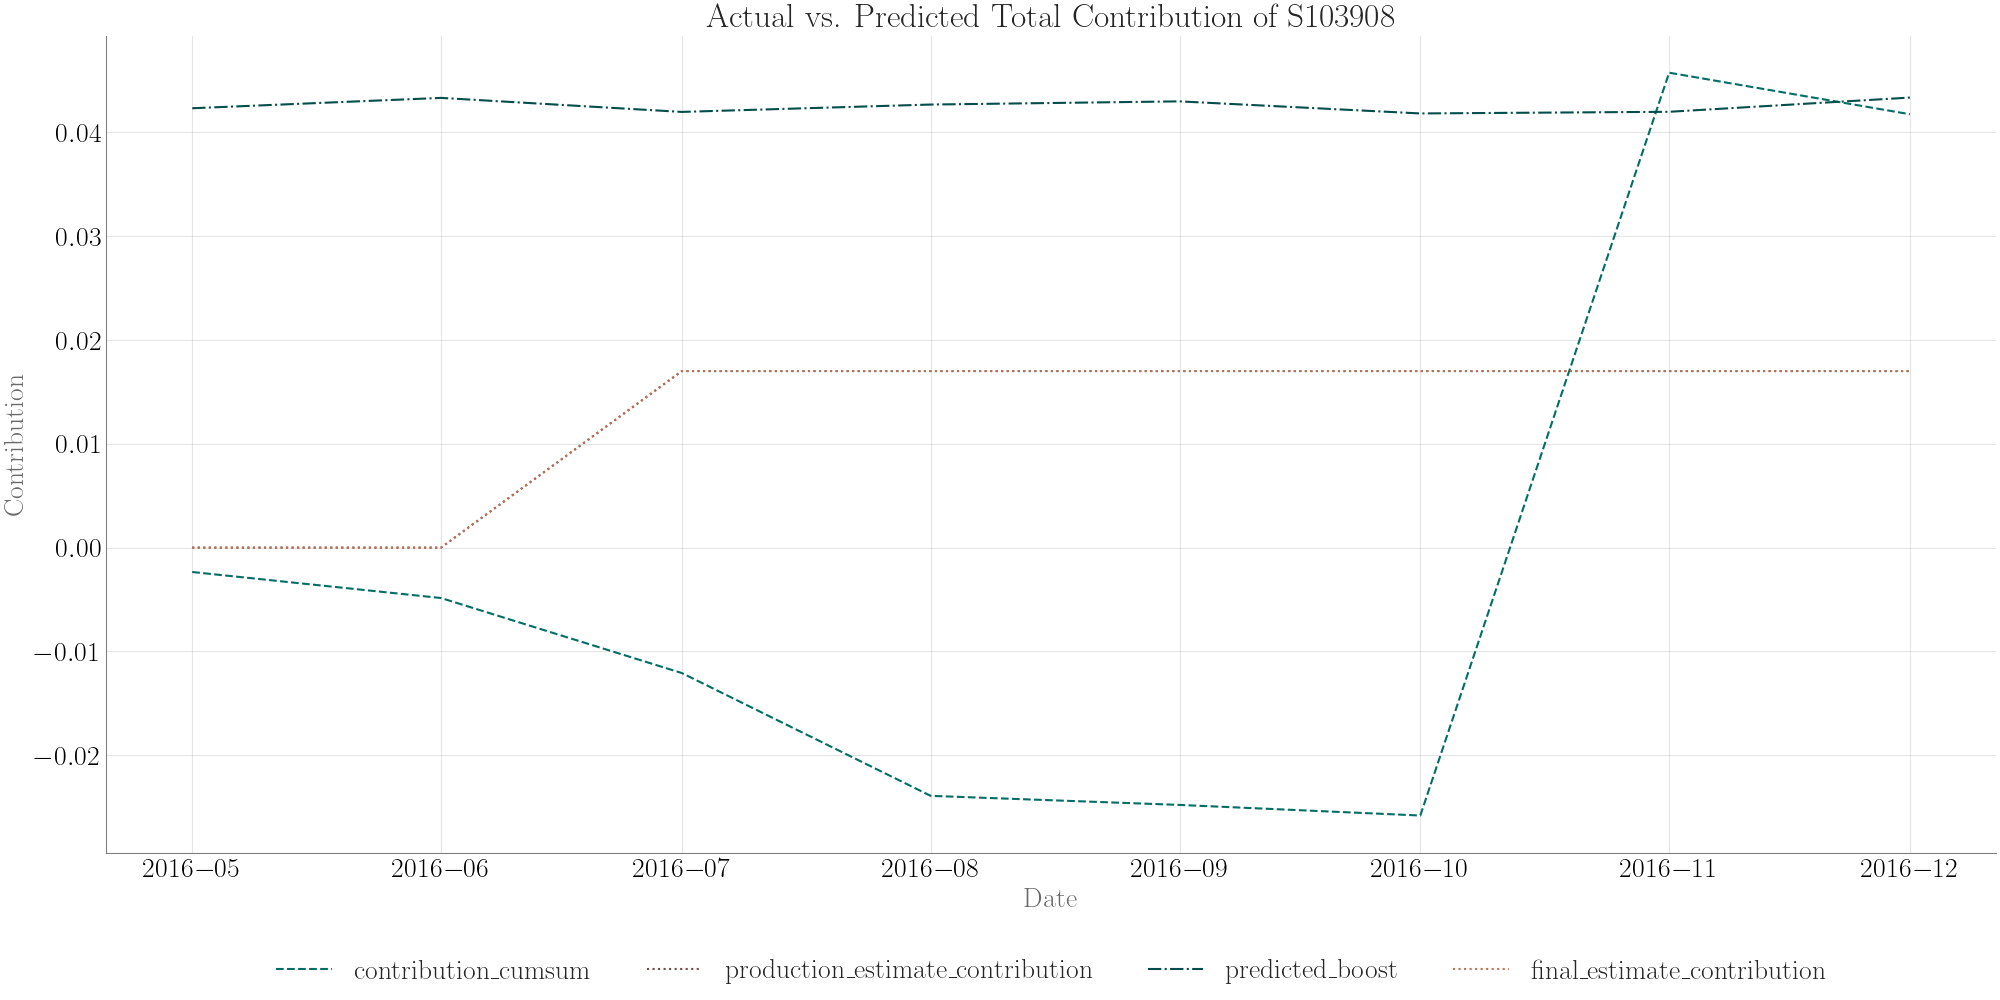 Actual vs. Predicted Total Contribution of S103908
0.04
0.03
0.02
0.01
0.00
−0.01
−0.02
Contribution
2016−05 2016−06 2016−07 2016−08 2016−09 2016−10 2016−11 2016−12
Date
contribution_cumsum production_estimate_contribution predicted_boost final_estimate_contribution